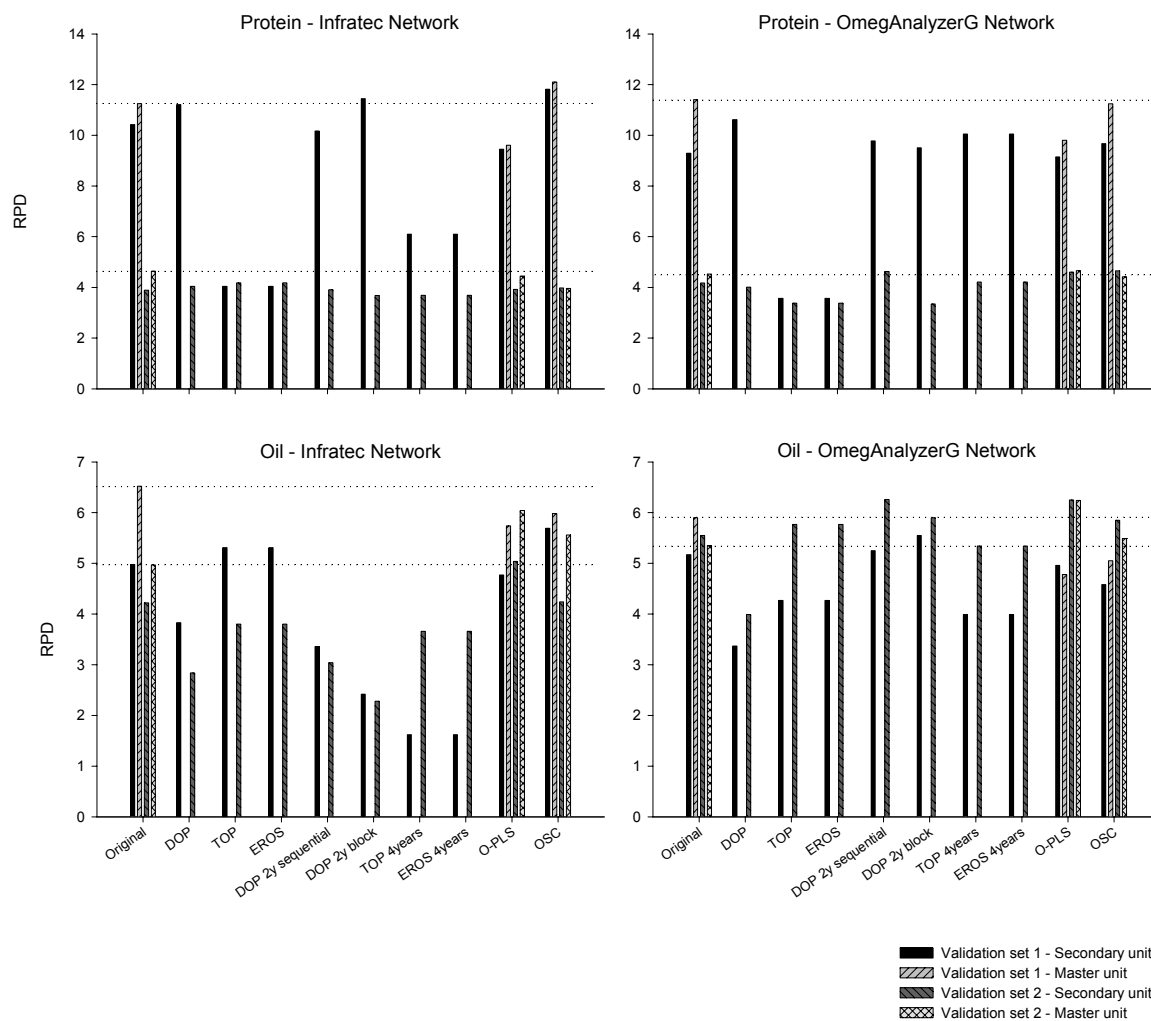 Protein - Infratec Network
Protein - OmegAnalyzerG Network
RPD
14
12
10
8
6
4
2
0
14
12
10
8
6
4
2
0
Oil - Infratec Network
Oil - OmegAnalyzerG Network
RPD
7
6
5
4
3
2
1
0
7
6
5
4
3
2
1
0
Original
DOP
TOP
EROS
DOP 2y sequential
DOP 2y block
TOP 4years
EROS 4years
O-PLS
OSC
Original
DOP
TOP
EROS
DOP 2y sequential
DOP 2y block
TOP 4years
EROS 4years
O-PLS
OSC
Validation set 1 - Secondary unit
Validation set 1 - Master unit
Validation set 2 - Secondary unit
Validation set 2 - Master unit